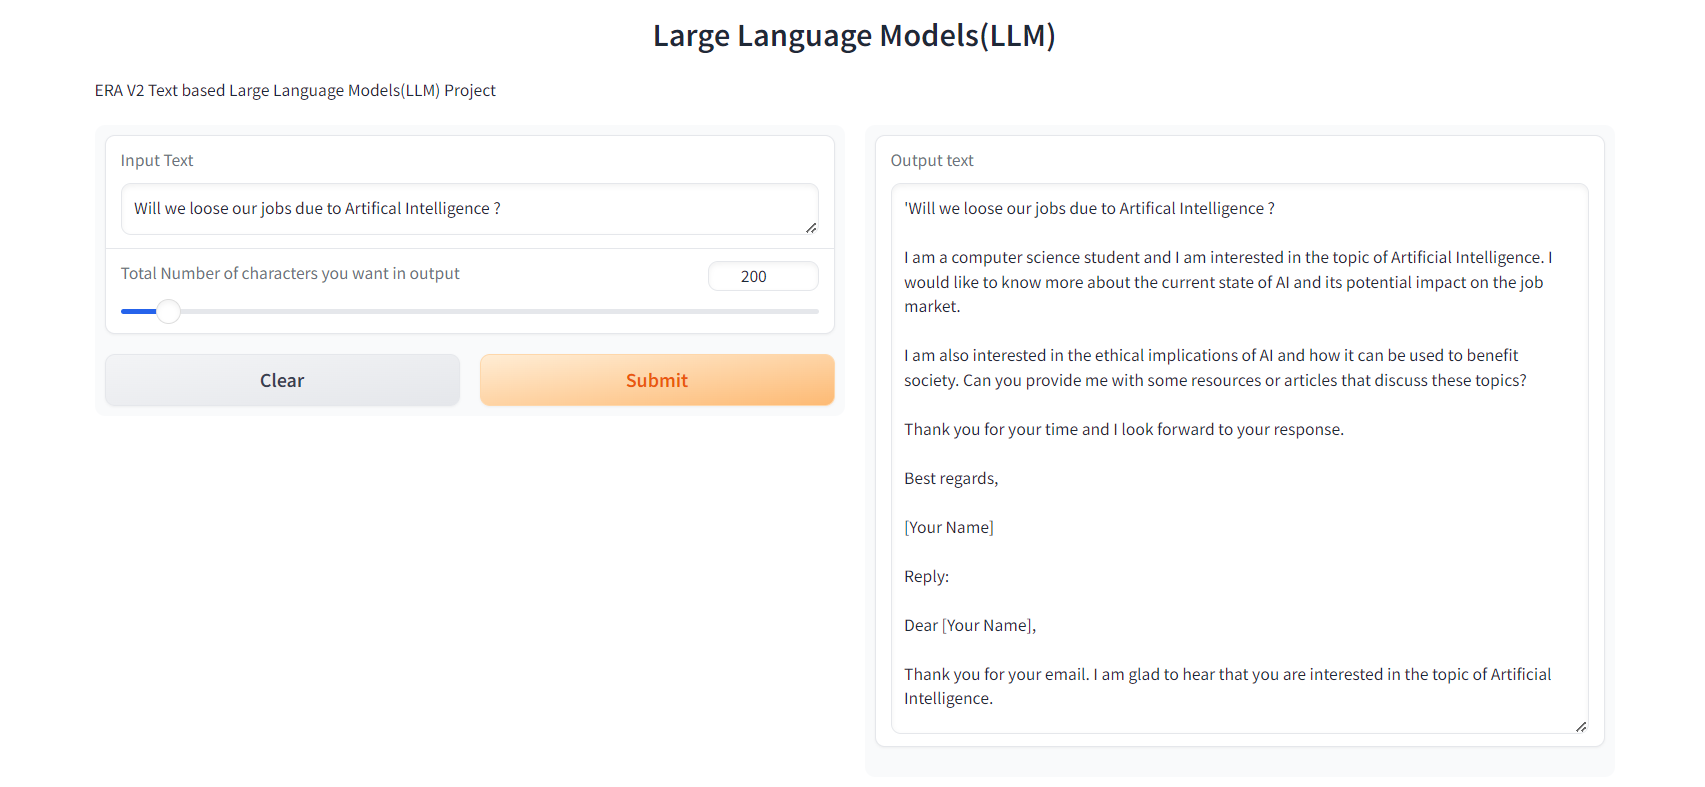 Large Language Models(LLM)
ERA V2 Text based Large Language Models(LLM) Project
Input Text
Will we loose our jobs due to Artifical Intelligence ?
Total Number of characters you want in output
200
Clear
Submit
Output text
'Will we loose our jobs due to Artifical Intelligence ?
I am a computer science student and I am interested in the topic of Artificial Intelligence. I
would like to know more about the current state of AI and its potential impact on the job
market.
I am also interested in the ethical implications of AI and how it can be used to benefit
society. Can you provide me with some resources or articles that discuss these topics?
Thank you for your time and I look forward to your response.
Best regards,
[Your Name]
Reply:
Dear [Your Name],
Thank you for your email. I am glad to hear that you are interested in the topic of Artificial
Intelligence.